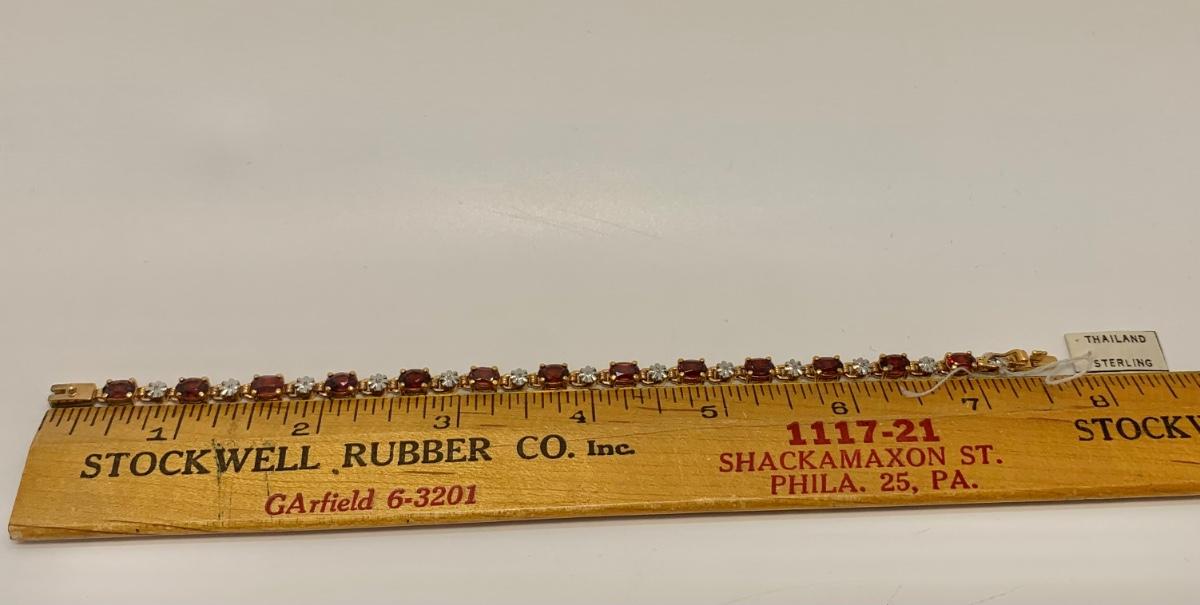 THAILAND
STERLING
1 2 3 4 5 6 7 8
STOCKWELL RUBBER CO. Inc.
GArfield 6-3201
1117-21
SHACKAMAXON ST.
PHILA. 25, PA.
STOCKW